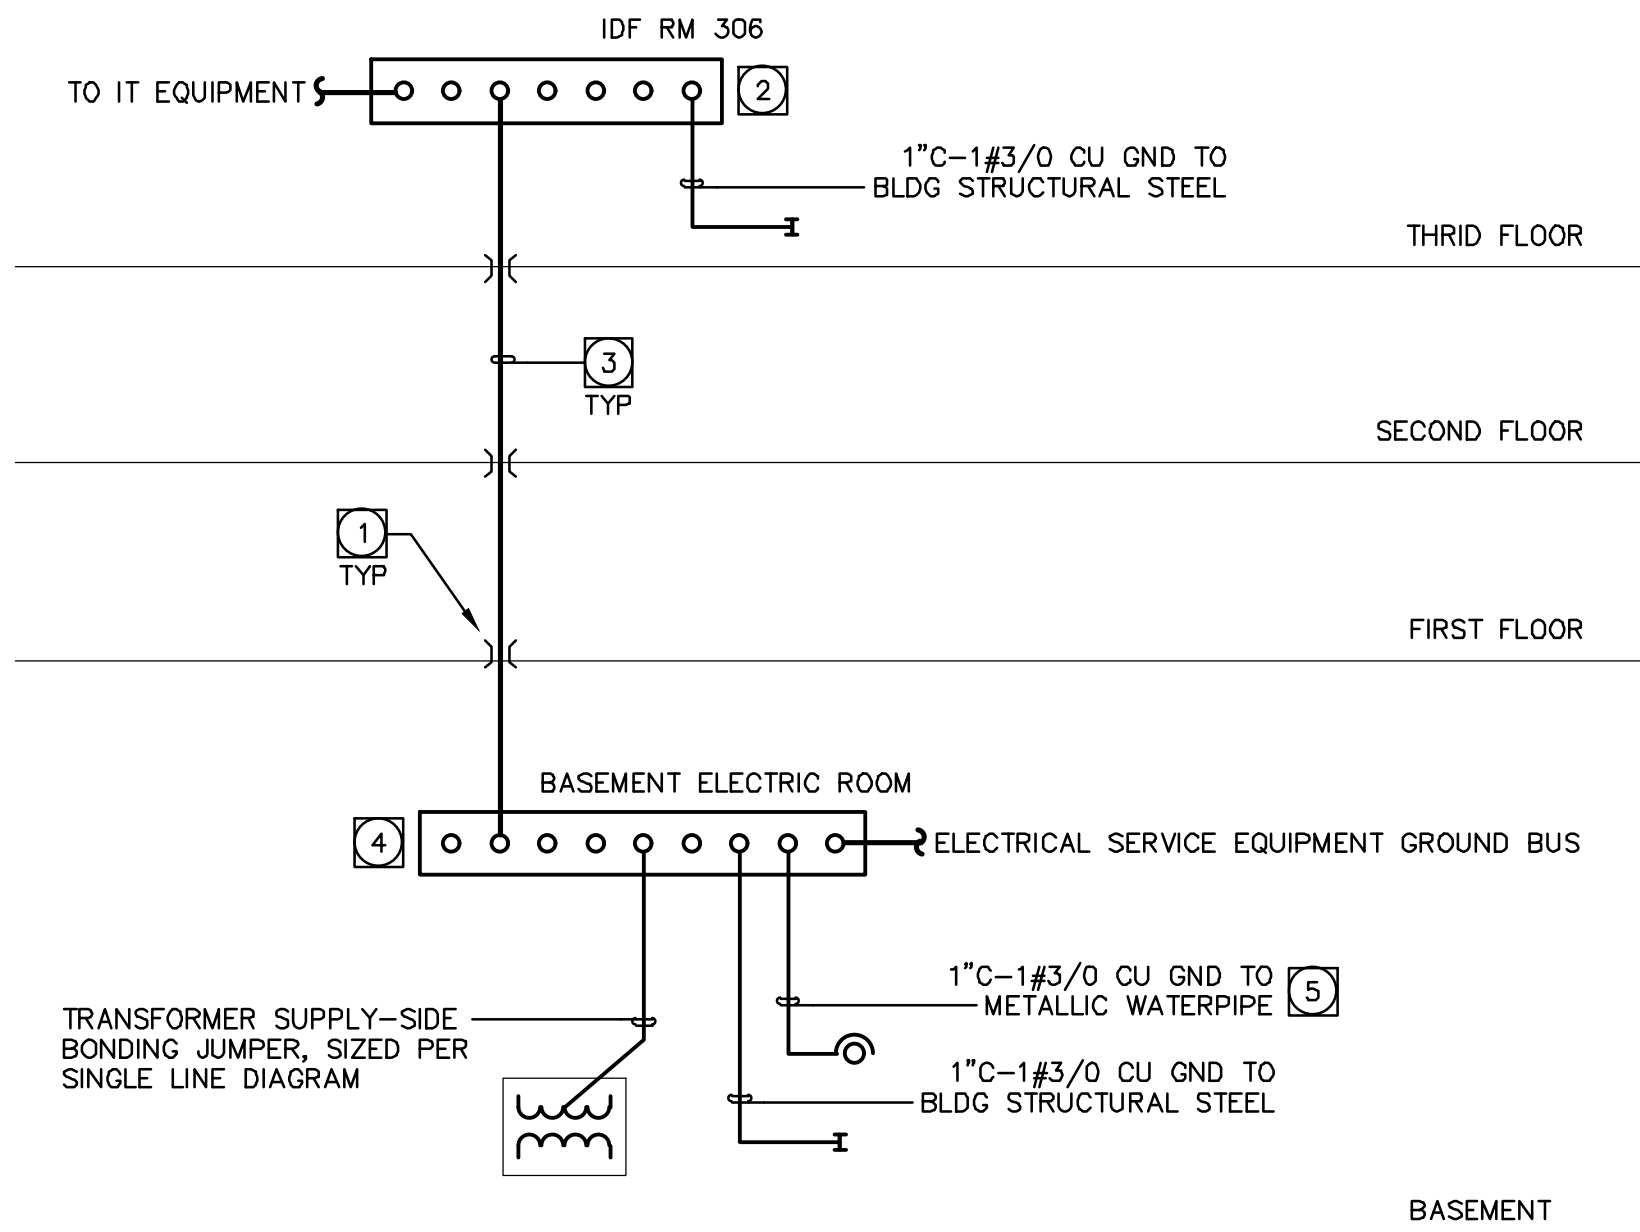 IDF RM 306
TO IT EQUIPMENT
2
1"C-1#3/0 CU GND TO
BLDG STRUCTURAL STEEL
THRID FLOOR
3
TYP
SECOND FLOOR
1
TYP
FIRST FLOOR
BASEMENT ELECTRIC ROOM
4
ELECTRICAL SERVICE EQUIPMENT GROUND BUS
1"C-1#3/0 CU GND TO
METALLIC WATERPIPE
5
TRANSFORMER SUPPLY-SIDE
BONDING JUMPER, SIZED PER
SINGLE LINE DIAGRAM
1"C-1#3/0 CU GND TO
BLDG STRUCTURAL STEEL
BASEMENT